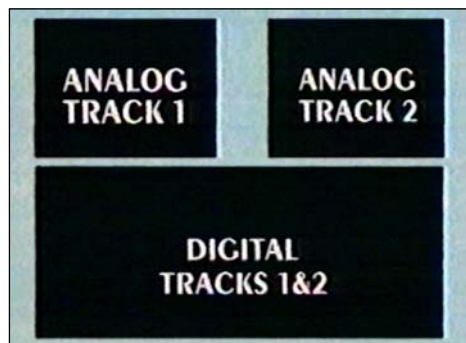 ANALOG
TRACK 1
ANALOG
TRACK 2
DIGITAL
TRACKS 1&2